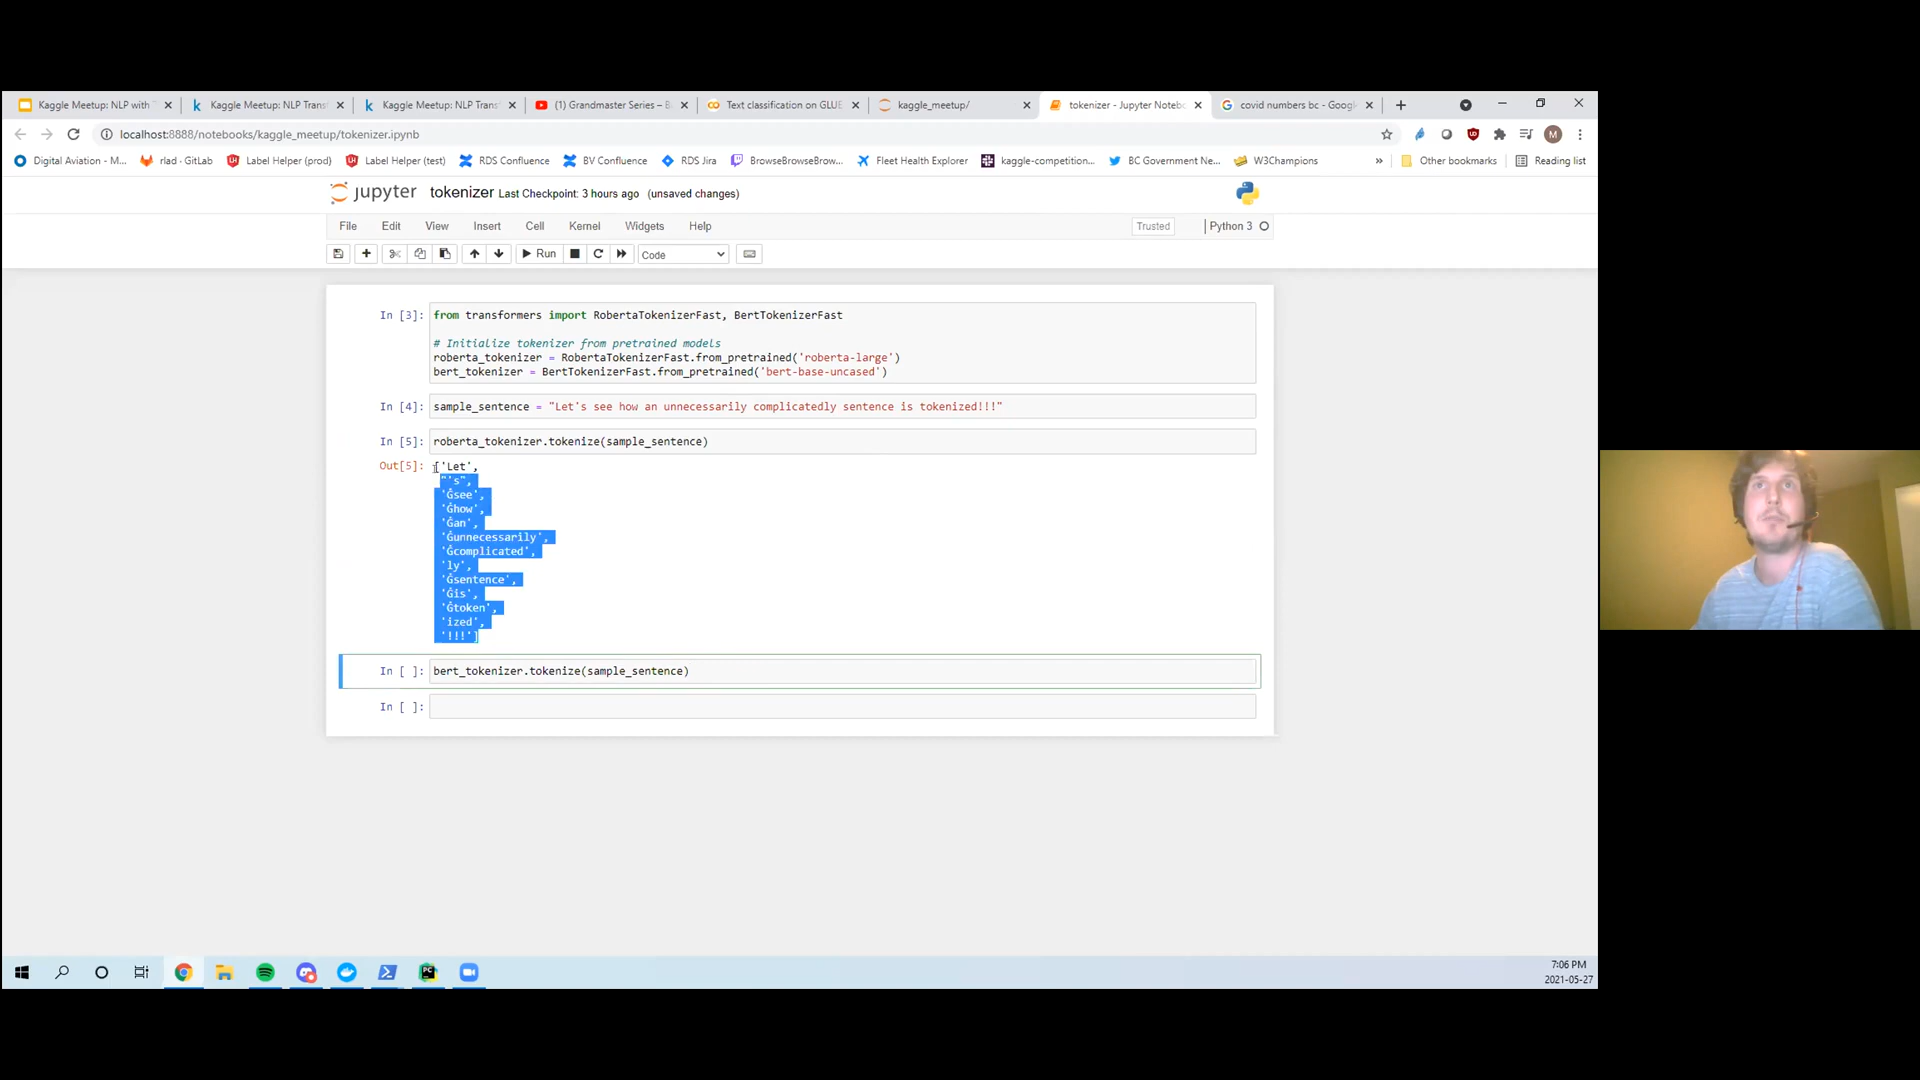 Kaggle Meetup: NLP with
Kaggle Meetup: NLP Trans
Kaggle Meetup: NLP Trans
(1) Grandmaster Series – B
Text classification on GLUE
kaggle_meetup/
tokenizer - Jupyter Notebo
covid numbers bc - Googl
localhost:8888/notebooks/kaggle_meetup/tokenizer.ipynb
M
Digital Aviation - M...
rlad · GitLab
Label Helper (prod)
Label Helper (test)
RDS Confluence
BV Confluence
RDS Jira
BrowseBrowseBrow...
Fleet Health Explorer
kaggle-competition...
BC Government Ne...
W3Champions
»
Other bookmarks
Reading list
jupyter tokenizer Last Checkpoint: 3 hours ago (unsaved changes)
File Edit View Insert Cell Kernel Widgets Help
Trusted
Python 3
Run
Code
In [3]: from transformers import RobertaTokenizerFast, BertTokenizerFast
# Initialize tokenizer from pretrained models
roberta_tokenizer = RobertaTokenizerFast.from_pretrained('roberta-large')
bert_tokenizer = BertTokenizerFast.from_pretrained('bert-base-uncased')
In [4]: sample_sentence = "Let's see how an unnecessarily complicatedly sentence is tokenized!!!"
In [5]: roberta_tokenizer.tokenize(sample_sentence)
Out[5]: ['Let',
"'s",
'Ġsee',
'Ġhow',
'Ġan',
'Ġunnecessarily',
'Ġcomplicated',
'ly',
'Ġsentence',
'Ġis',
'Ġtoken',
'ized',
'!!!']
In [ ]: bert_tokenizer.tokenize(sample_sentence)
In [ ]:
7:06 PM
2021-05-27